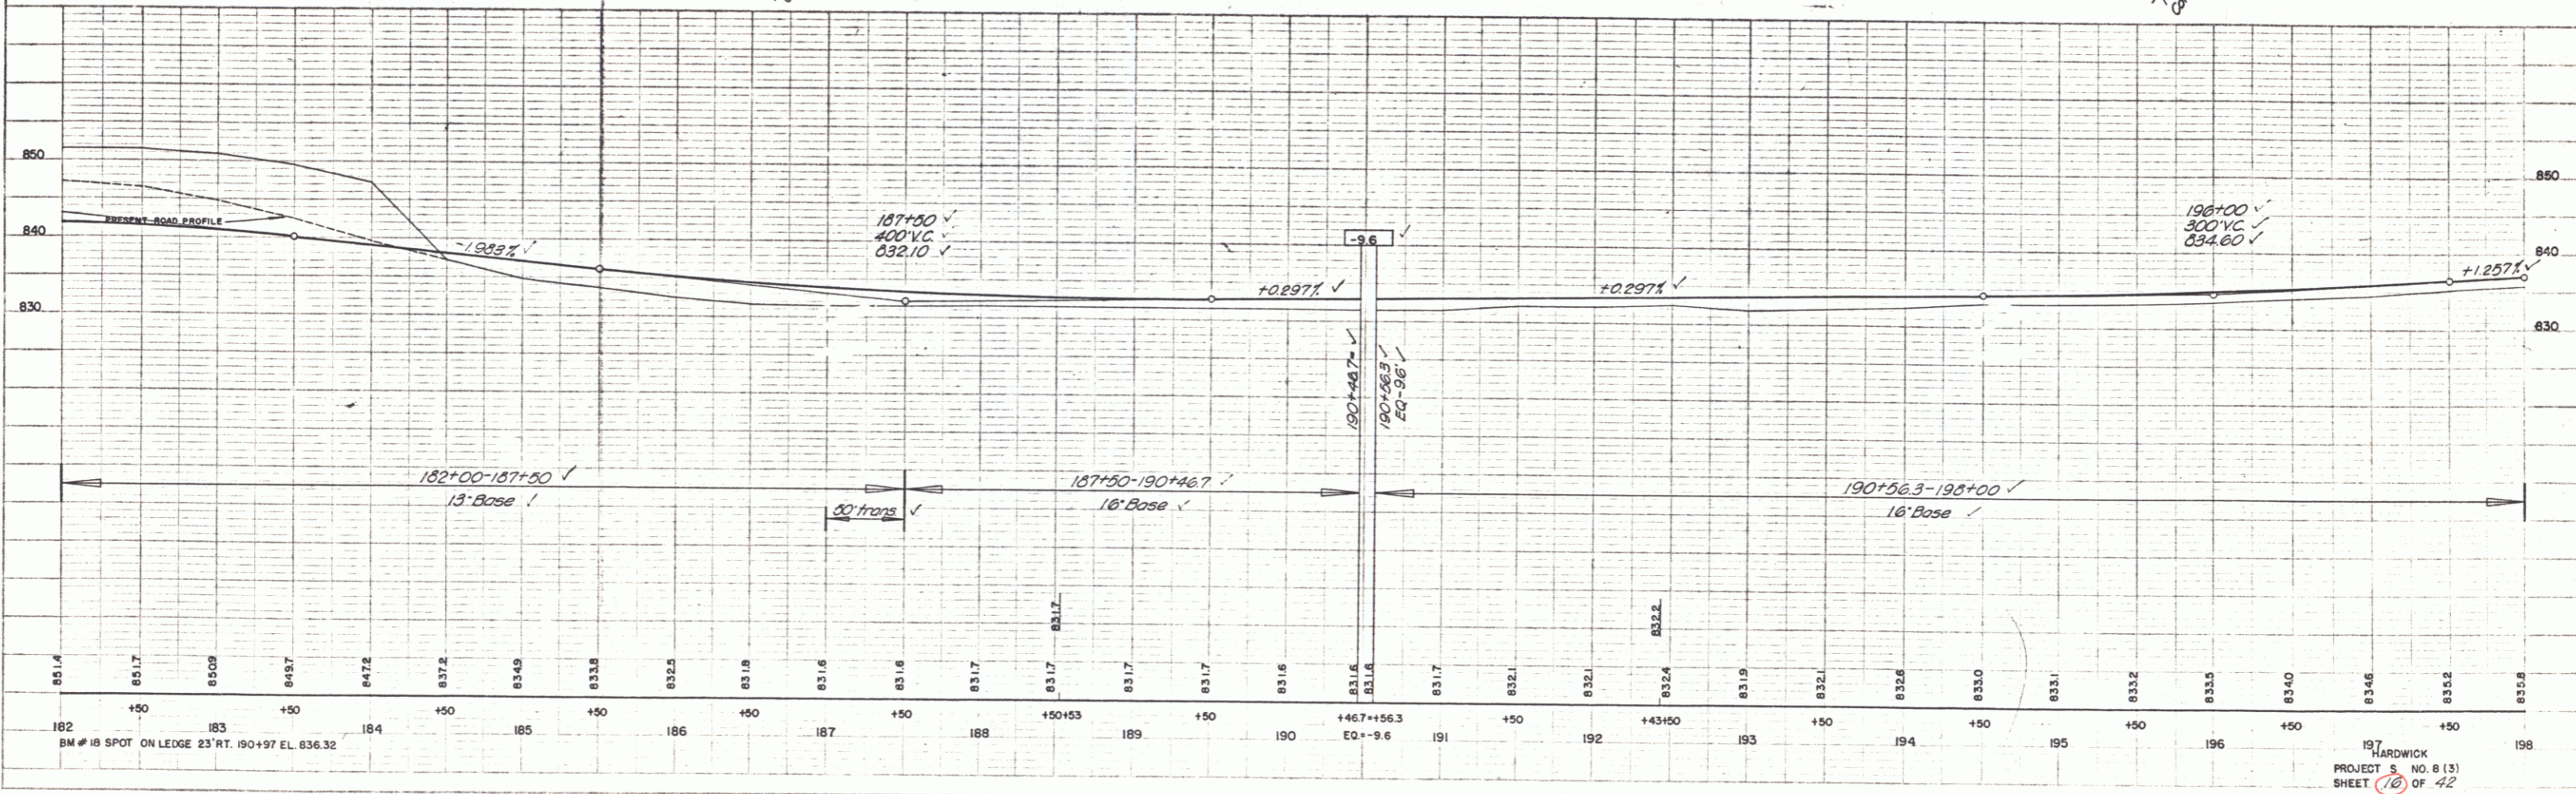 850
840
830
PRESENT ROAD PROFILE
-1.983% ✓
187+50 ✓
400' V.C. ✓
832.10 ✓
-9.6 ✓
+0.297% ✓
+0.297% ✓
196+00 ✓
300' V.C. ✓
834.60 ✓
+1.257% ✓
850
840
830
190+46.7= ✓
190+56.3 ✓
EQ-9.6' ✓
182+00-187+50 ✓
13" Base ✓
50' trans. ✓
187+50-190+46.7 ✓
16" Base ✓
190+56.3-198+00 ✓
16" Base ✓
831.7
832.2
851.4 851.7 850.9 849.7 847.2 837.2 834.9 833.8 832.5 831.8 831.6 831.6 831.7 831.7 831.7 831.7 831.6 831.6 831.6 831.7 832.1 832.1 832.4 831.9 832.1 832.6 833.0 833.1 833.2 833.5 834.0 834.6 835.2 835.8
182 +50 183 +50 184 +50 185 +50 186 +50 187 +50 188 +50+53 189 +50 190 +46.7=+56.3 191 +50 192 +43+50 193 +50 194 +50 195 +50 196 +50 197 +50 198
EQ.=-9.6
BM # 18 SPOT ON LEDGE 23' RT. 190+97 EL. 836.32
HARDWICK
PROJECT S NO. 8 (3)
SHEET 16 OF 42